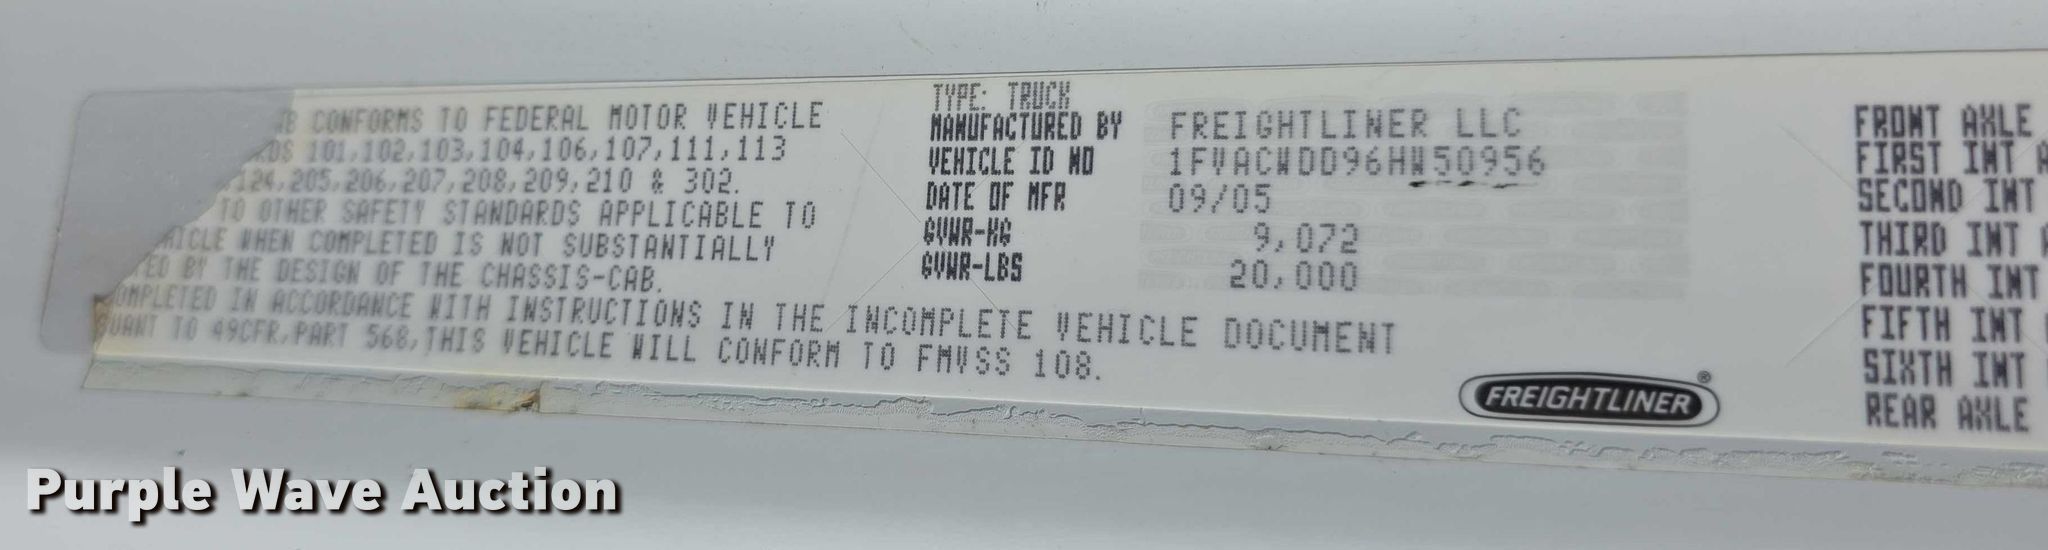 CONFORMS TO FEDERAL MOTOR VEHICLE
101,102,103,104,106,107,111,113
124,205,206,207,208,209,210 & 302.
TO OTHER SAFETY STANDARDS APPLICABLE TO
WHEN COMPLETED IS NOT SUBSTANTIALLY
BY THE DESIGN OF THE CHASSIS-CAB.
COMPLETED IN ACCORDANCE WITH INSTRUCTIONS IN THE INCOMPLETE VEHICLE DOCUMENT
SUANT TO 49CFR,PART 568,THIS VEHICLE WILL CONFORM TO FMVSS 108.
TYPE: TRUCK
MANUFACTURED BY FREIGHTLINER LLC
VEHICLE ID NO 1FVACWDD96HW50956
DATE OF MFR 09/05
GVWR-KG 9,072
GVWR-LBS 20,000
FREIGHTLINER®
FRONT AXLE
FIRST INT A
SECOND INT
THIRD INT A
FOURTH INT
FIFTH INT
SIXTH INT
REAR AXLE
Purple Wave Auction